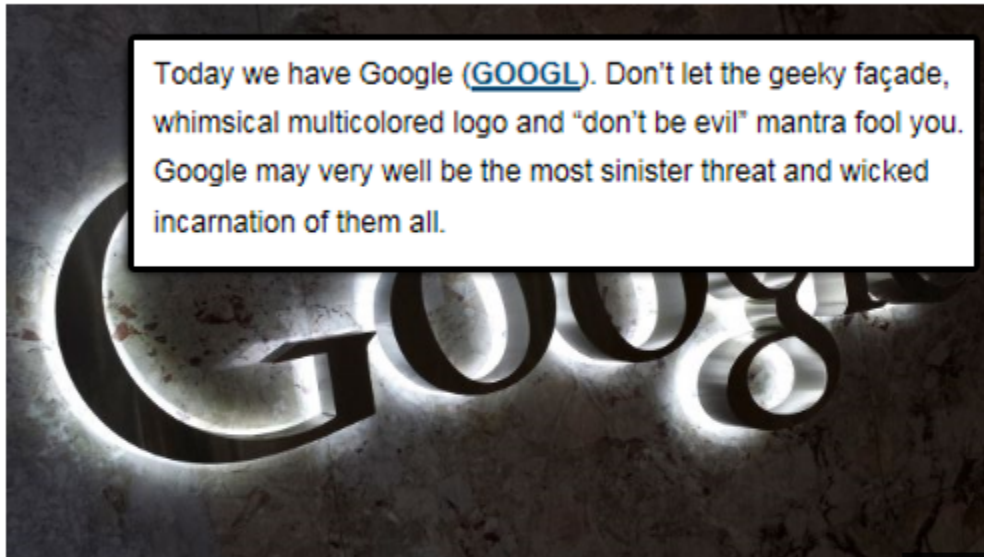 Today we have Google (GOOGL). Don’t let the geeky façade,
whimsical multicolored logo and “don’t be evil” mantra fool you.
Google may very well be the most sinister threat and wicked
incarnation of them all.
Google